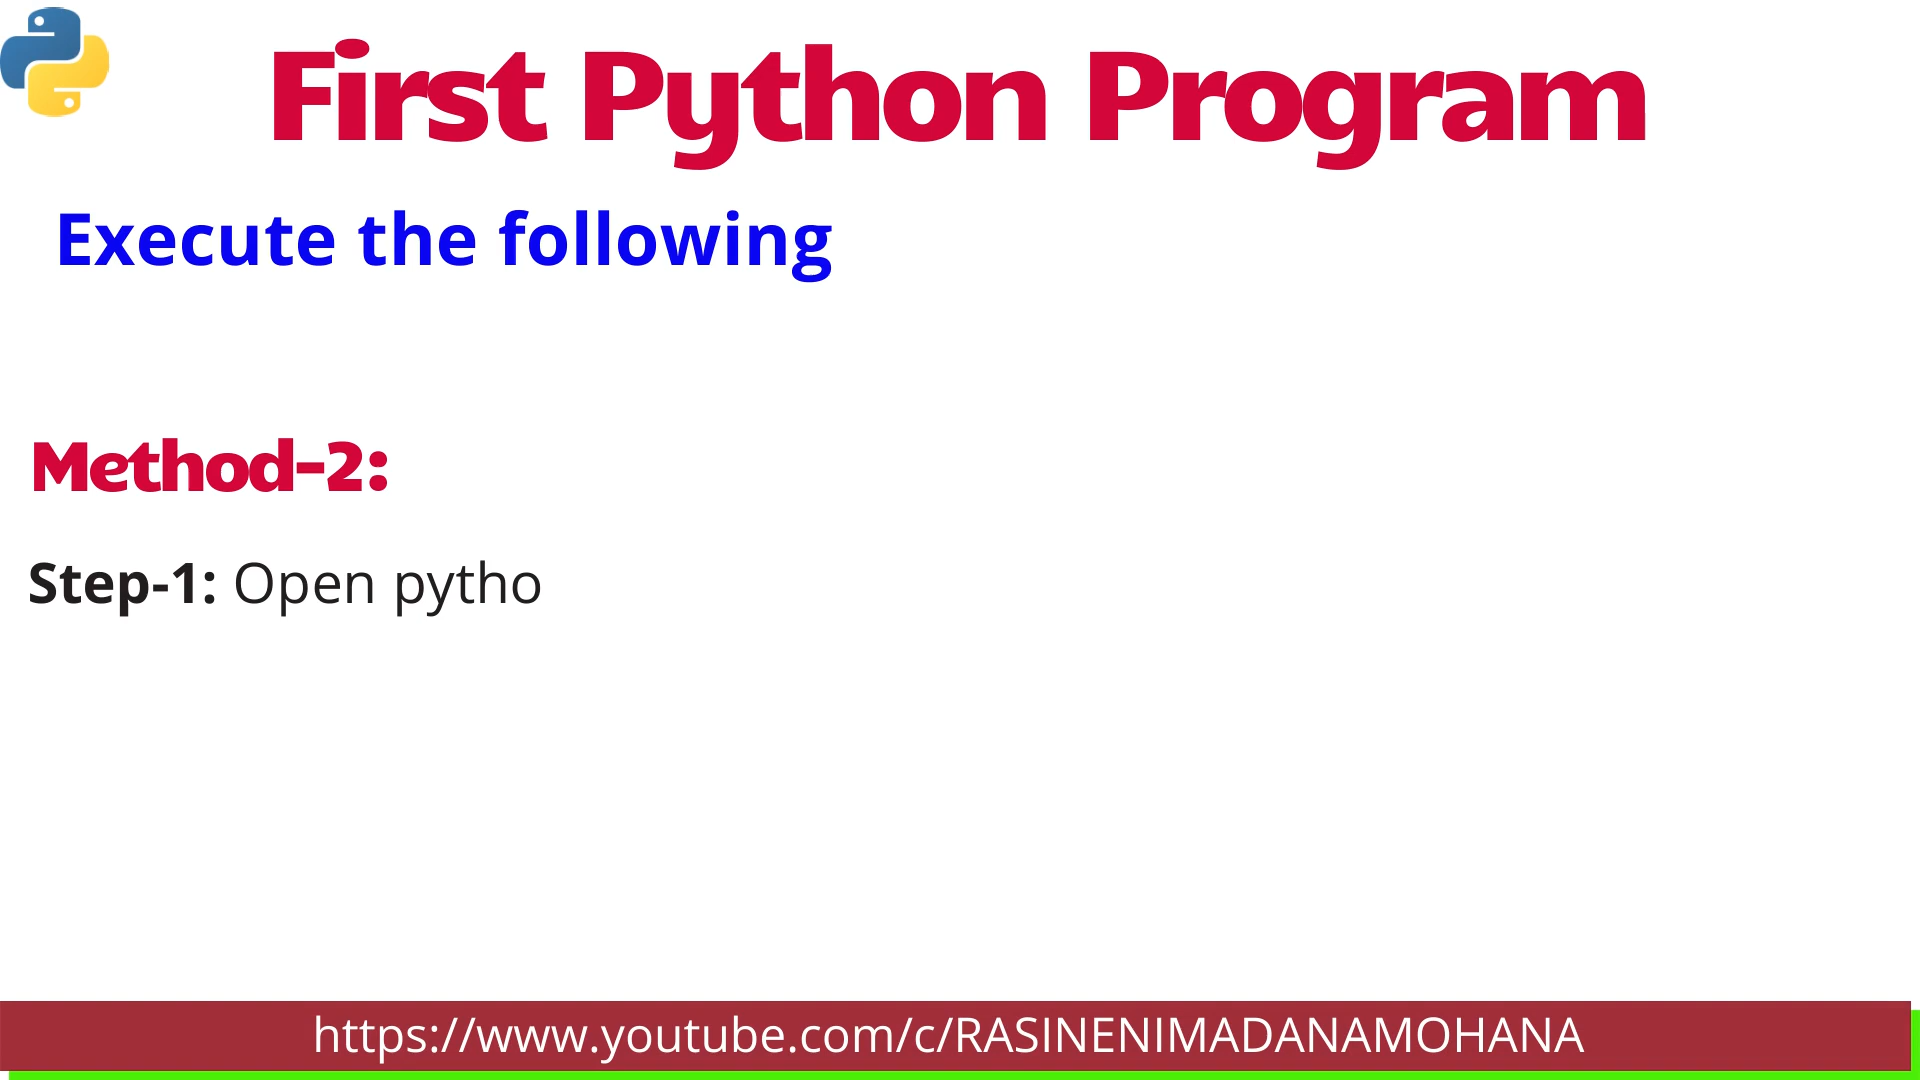 First Python Program
Execute the following
Method-2:
Step-1: Open pytho
https://www.youtube.com/c/RASINENIMADANAMOHANA